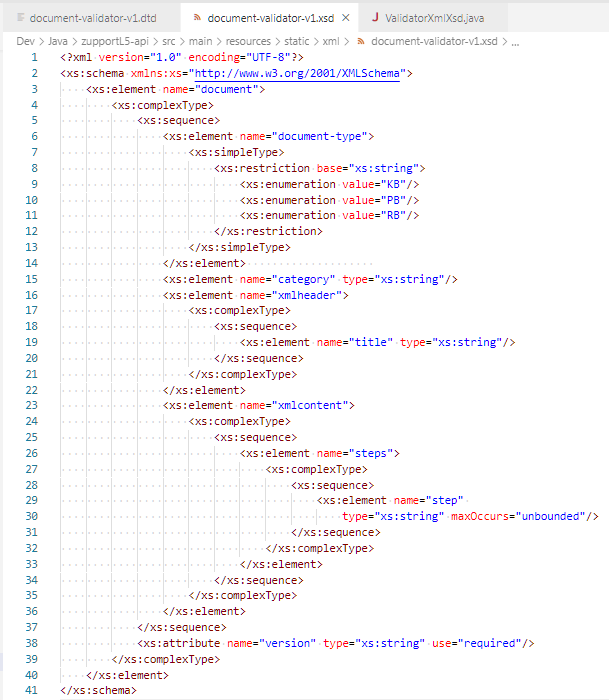 document-validator-v1.dtd document-validator-v1.xsd × J ValidatorXmlXsd.java
Dev > Java > zupportL5-api > src > main > resources > static > xml > document-validator-v1.xsd > ...
1 <?xml version="1.0" encoding="UTF-8"?>
2 <xs:schema xmlns:xs="http://www.w3.org/2001/XMLSchema">
3 <xs:element name="document">
4 <xs:complexType>
5 <xs:sequence>
6 <xs:element name="document-type">
7 <xs:simpleType>
8 <xs:restriction base="xs:string">
9 <xs:enumeration value="KB"/>
10 <xs:enumeration value="PB"/>
11 <xs:enumeration value="RB"/>
12 </xs:restriction>
13 </xs:simpleType>
14 </xs:element>
15 <xs:element name="category" type="xs:string"/>
16 <xs:element name="xmlheader">
17 <xs:complexType>
18 <xs:sequence>
19 <xs:element name="title" type="xs:string"/>
20 </xs:sequence>
21 </xs:complexType>
22 </xs:element>
23 <xs:element name="xmlcontent">
24 <xs:complexType>
25 <xs:sequence>
26 <xs:element name="steps">
27 <xs:complexType>
28 <xs:sequence>
29 <xs:element name="step"
30 type="xs:string" maxOccurs="unbounded"/>
31 </xs:sequence>
32 </xs:complexType>
33 </xs:element>
34 </xs:sequence>
35 </xs:complexType>
36 </xs:element>
37 </xs:sequence>
38 <xs:attribute name="version" type="xs:string" use="required"/>
39 </xs:complexType>
40 </xs:element>
41 </xs:schema>